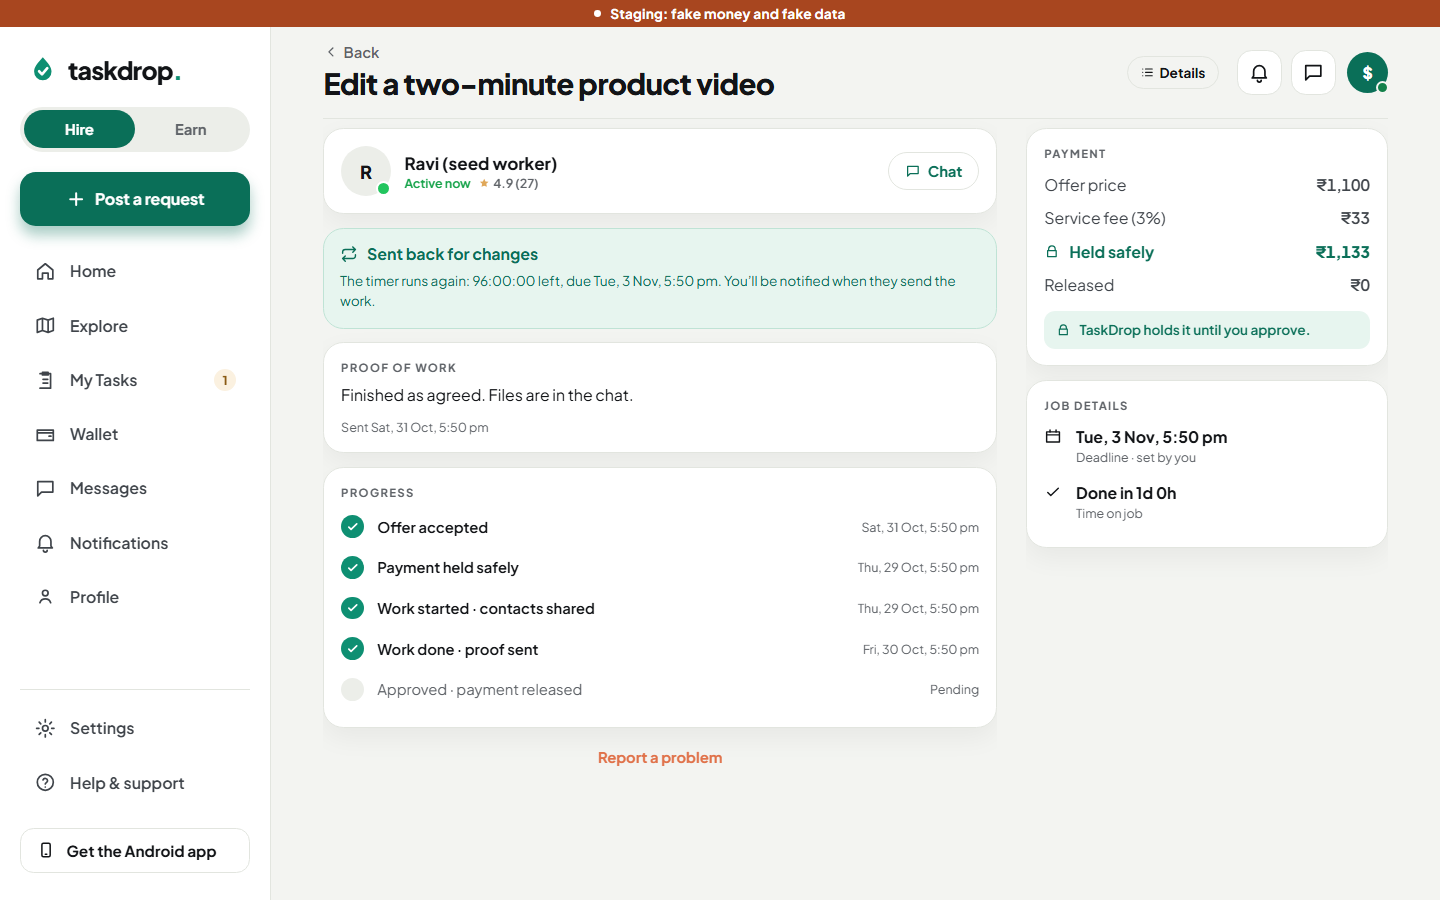 Staging: fake money and fake data
taskdrop.
Hire
Earn
Post a request
Home
Explore
My Tasks
1
Wallet
Messages
Notifications
Profile
Settings
Help & support
Get the Android app
Back
Edit a two-minute product video
Details
$
R
Ravi (seed worker)
Active now ★ 4.9 (27)
Chat
Sent back for changes
The timer runs again: 96:00:00 left, due Tue, 3 Nov, 5:50 pm. You'll be notified when they send the
work.
PROOF OF WORK
Finished as agreed. Files are in the chat.
Sent Sat, 31 Oct, 5:50 pm
PROGRESS
Offer accepted Sat, 31 Oct, 5:50 pm
Payment held safely Thu, 29 Oct, 5:50 pm
Work started · contacts shared Thu, 29 Oct, 5:50 pm
Work done · proof sent Fri, 30 Oct, 5:50 pm
Approved · payment released Pending
Report a problem
PAYMENT
Offer price ₹1,100
Service fee (3%) ₹33
Held safely ₹1,133
Released ₹0
TaskDrop holds it until you approve.
JOB DETAILS
Tue, 3 Nov, 5:50 pm
Deadline · set by you
Done in 1d 0h
Time on job